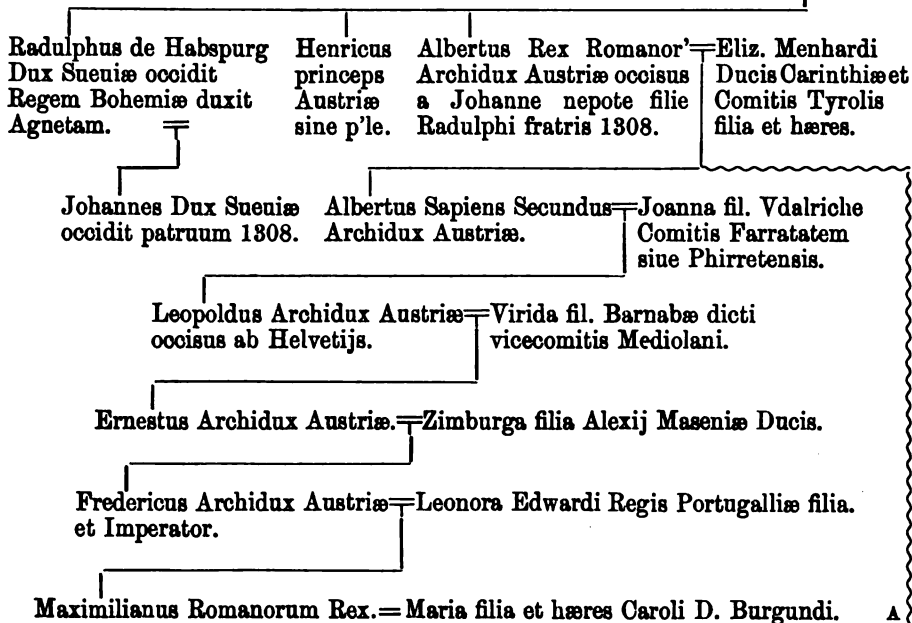 Radulphus de Habspurg
Dux Sueuiæ occidit
Regem Bohemiæ duxit
Agnetam.
Henricus
princeps
Austriæ
sine p'le.
Albertus Rex Romanor'
Archidux Austriæ occisus
a Johanne nepote filie
Radulphi fratris 1308.
Eliz. Menhardi
Ducis Carinthiæ et
Comitis Tyrolis
filia et hæres.
Johannes Dux Sueuiæ
occidit patruum 1308.
Albertus Sapiens Secundus
Archidux Austriæ.
Joanna fil. Vdalriche
Comitis Farratatem
siue Phirretensis.
Leopoldus Archidux Austriæ
occisus ab Helvetijs.
Virida fil. Barnabæ dicti
vicecomitis Mediolani.
Ernestus Archidux Austriæ.
Zimburga filia Alexij Maseniæ Ducis.
Fredericus Archidux Austriæ
et Imperator.
Leonora Edwardi Regis Portugalliæ filia.
Maximilianus Romanorum Rex.
Maria filia et hæres Caroli D. Burgundi.
A